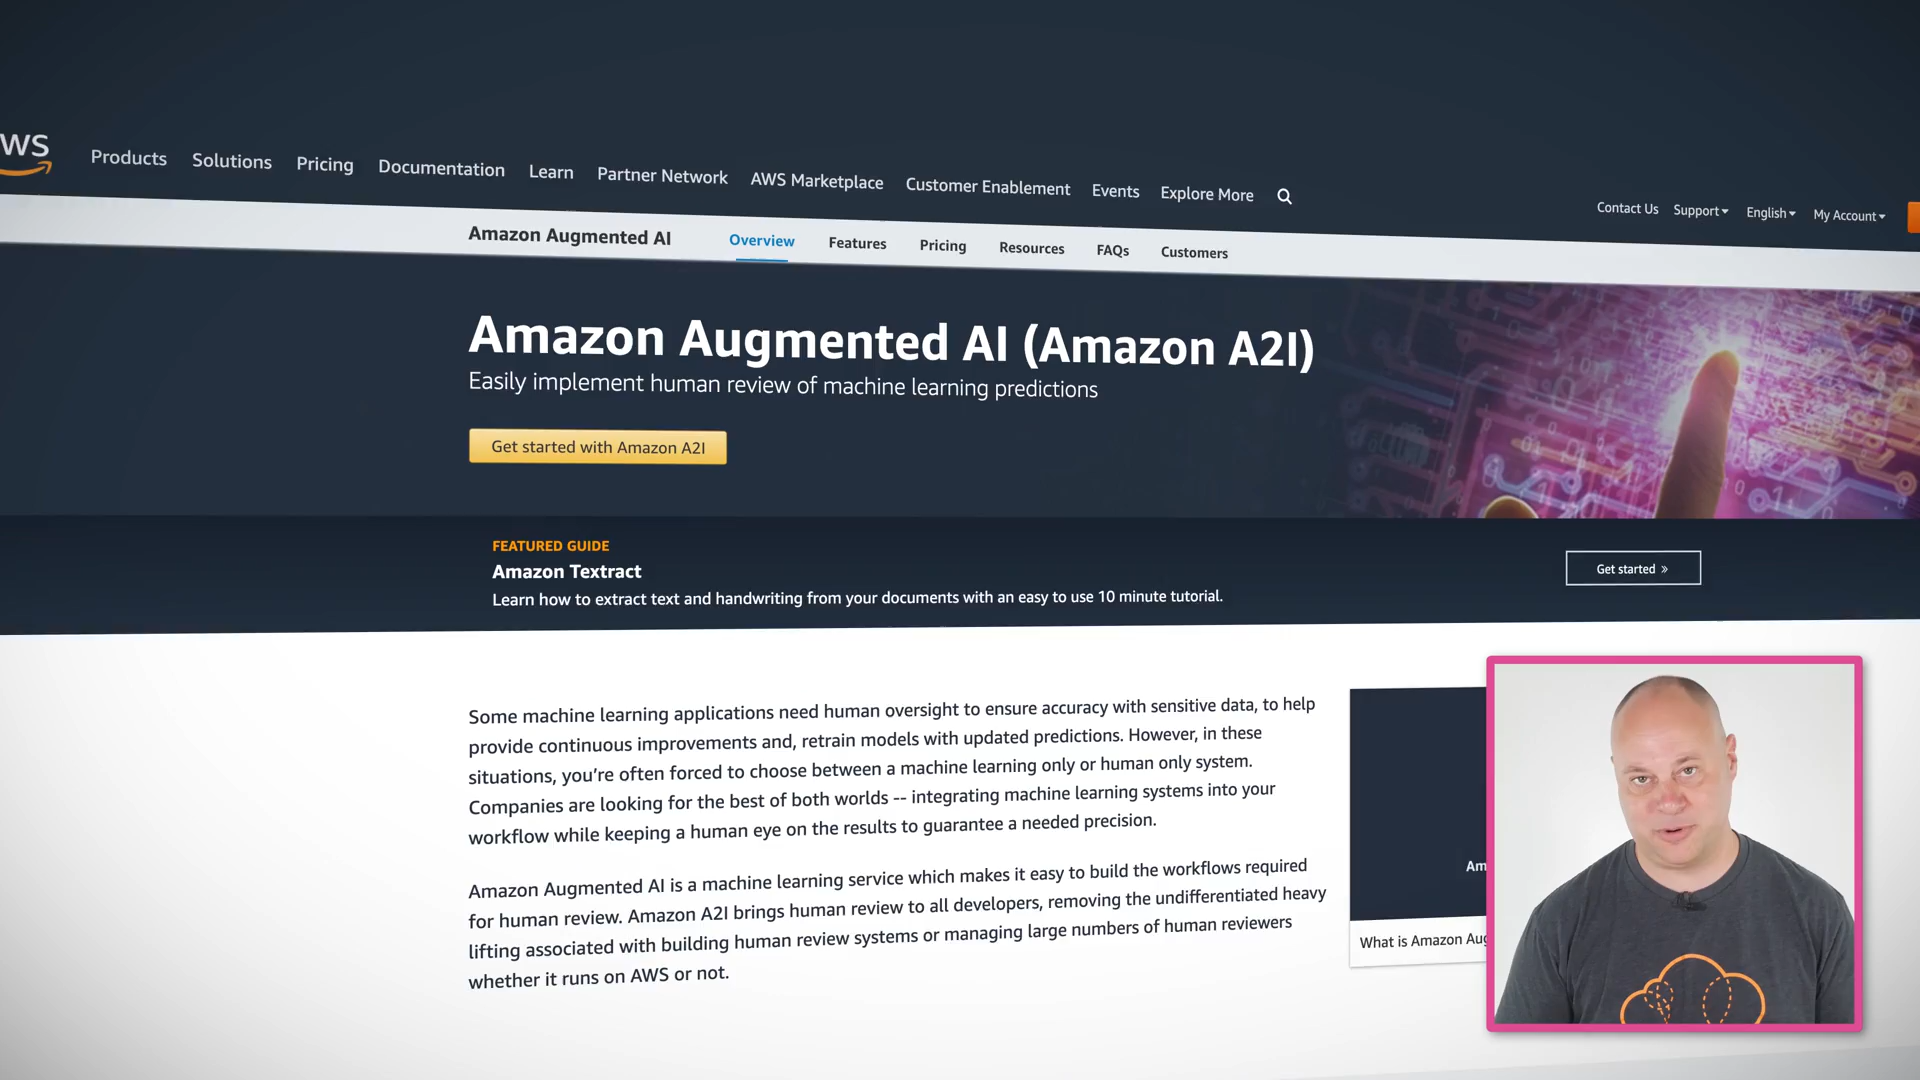 WS
Products Solutions Pricing Documentation Learn Partner Network AWS Marketplace Customer Enablement Events Explore More
Contact Us Support English My Account
Amazon Augmented AI Overview Features Pricing Resources FAQs Customers
Amazon Augmented AI (Amazon A2I)
Easily implement human review of machine learning predictions
Get started with Amazon A2I
FEATURED GUIDE
Amazon Textract
Learn how to extract text and handwriting from your documents with an easy to use 10 minute tutorial.
Get started »
Some machine learning applications need human oversight to ensure accuracy with sensitive data, to help
provide continuous improvements and, retrain models with updated predictions. However, in these
situations, you’re often forced to choose between a machine learning only or human only system.
Companies are looking for the best of both worlds -- integrating machine learning systems into your
workflow while keeping a human eye on the results to guarantee a needed precision.
Amazon Augmented AI is a machine learning service which makes it easy to build the workflows required
for human review. Amazon A2I brings human review to all developers, removing the undifferentiated heavy
lifting associated with building human review systems or managing large numbers of human reviewers
whether it runs on AWS or not.
Am
What is Amazon Aug